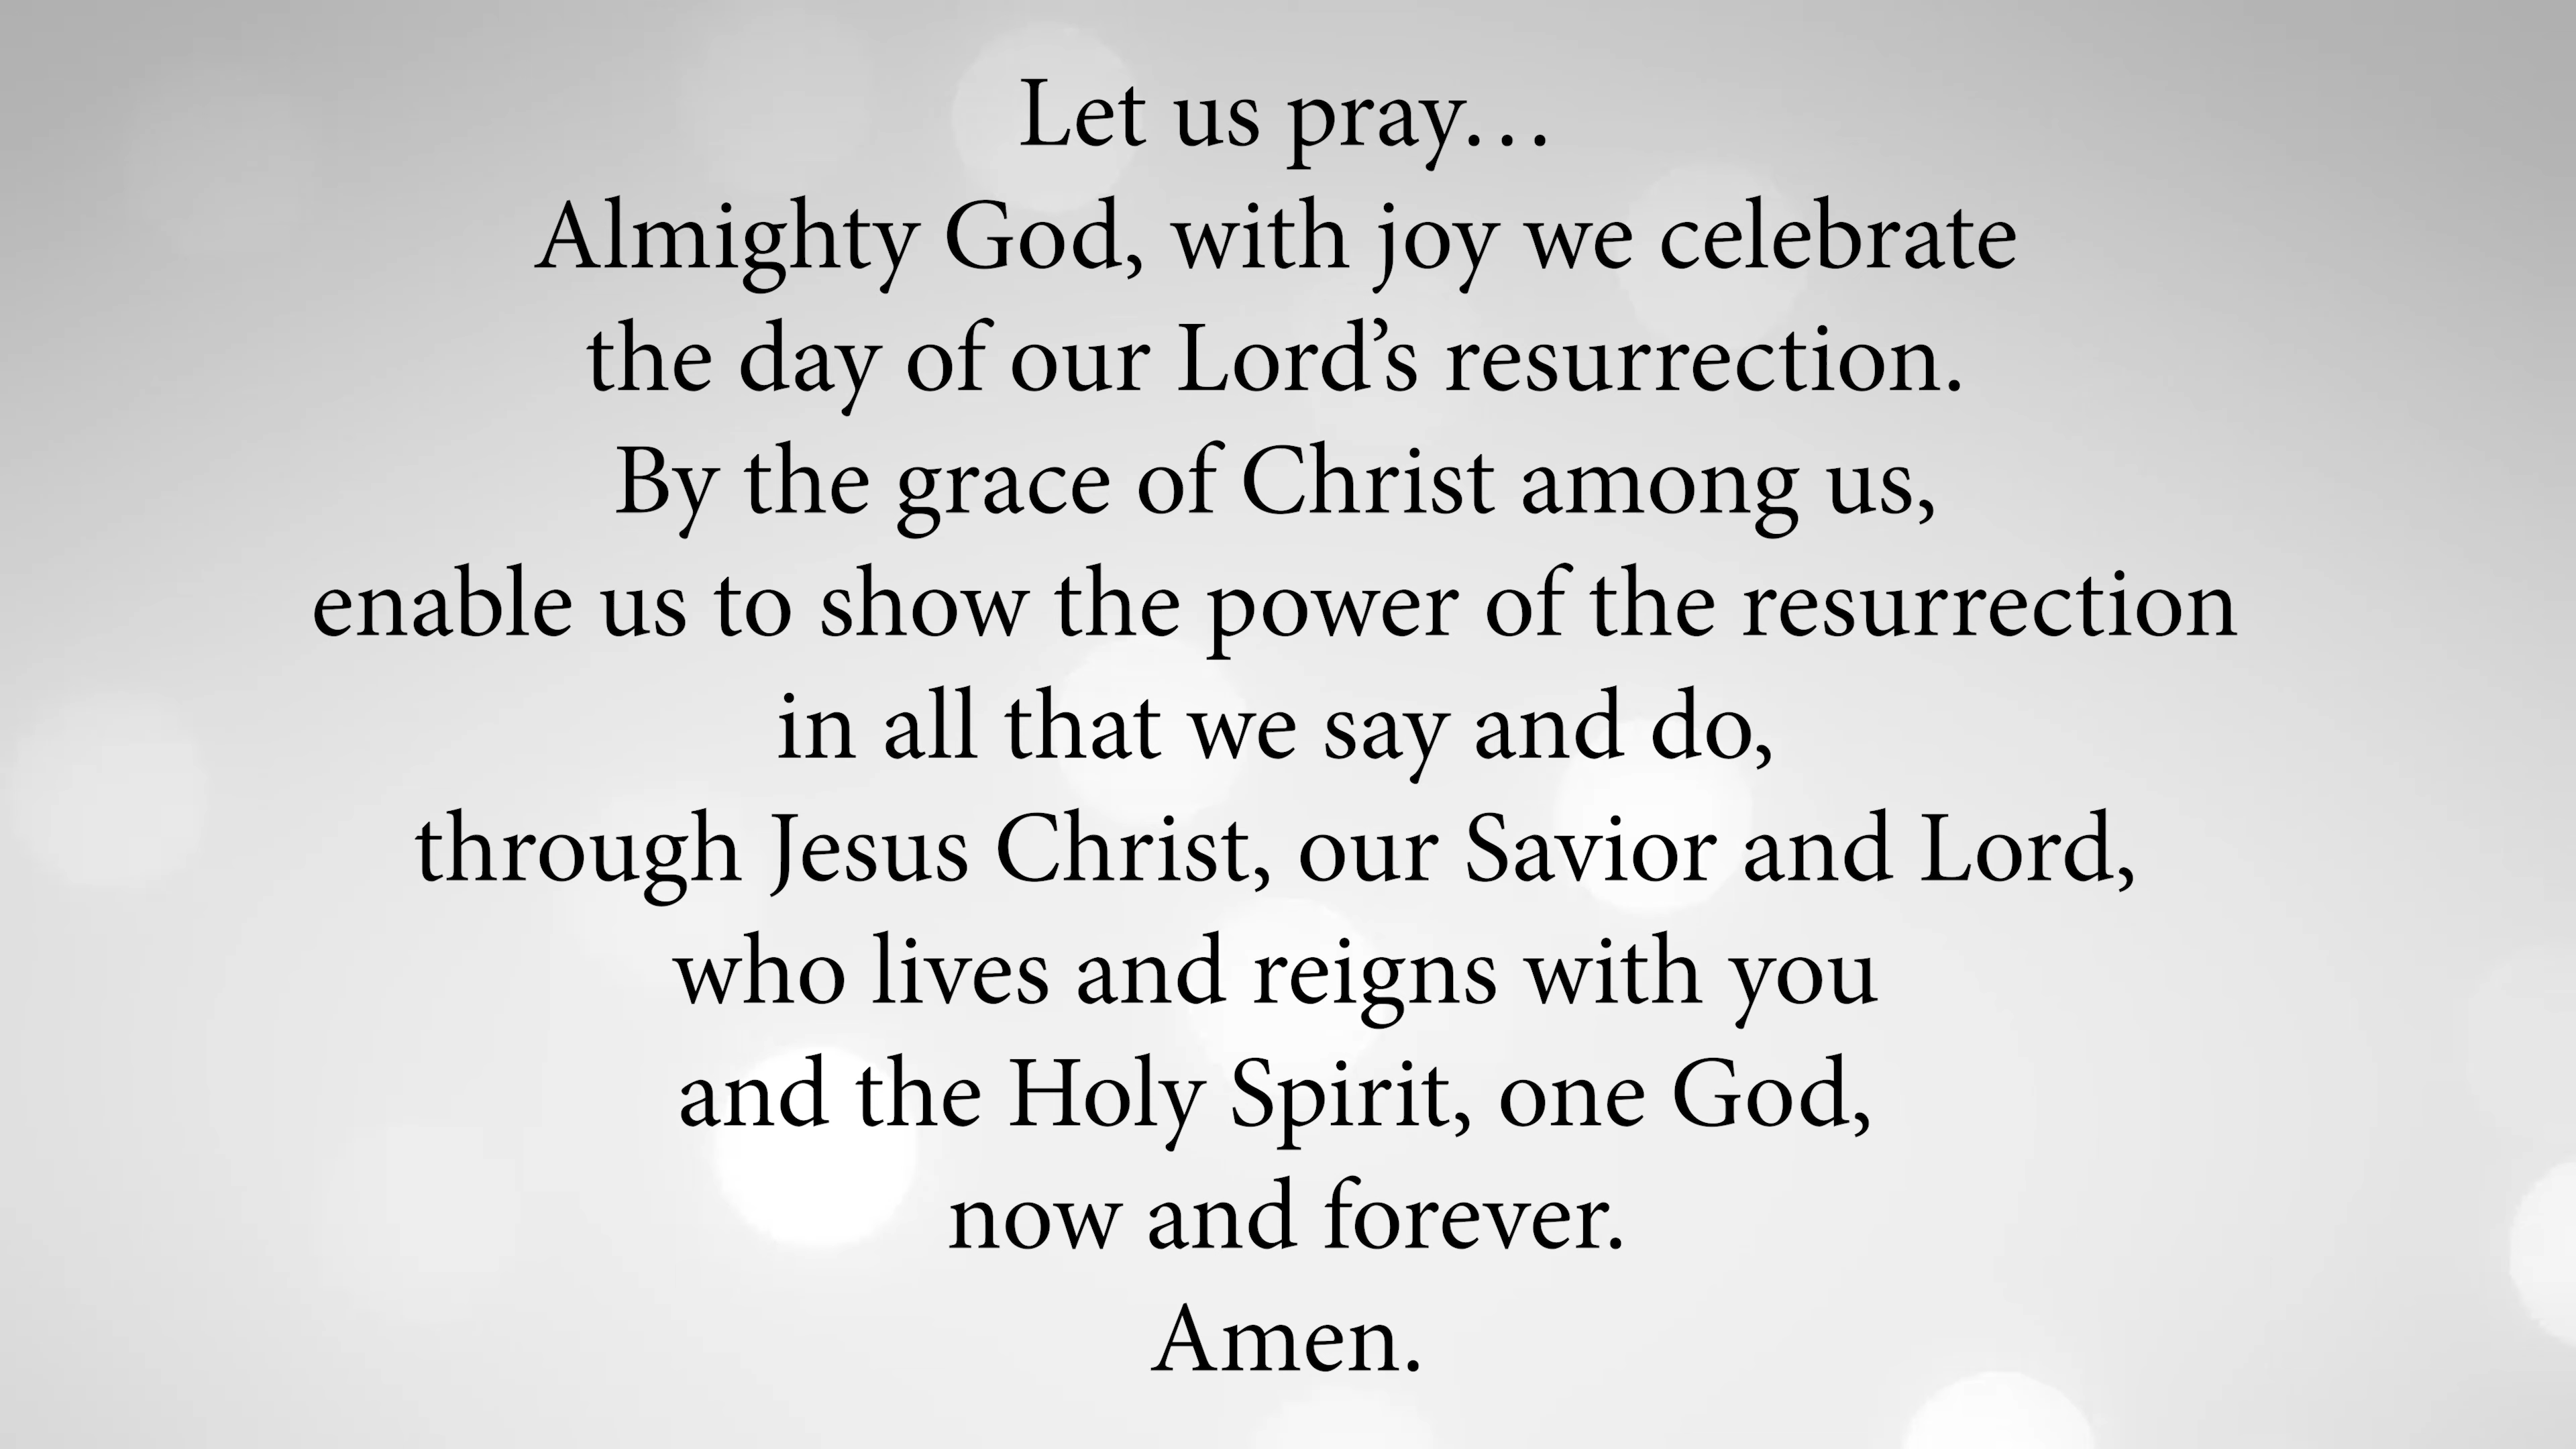 Let us pray…
Almighty God, with joy we celebrate
the day of our Lord’s resurrection.
By the grace of Christ among us,
enable us to show the power of the resurrection
in all that we say and do,
through Jesus Christ, our Savior and Lord,
who lives and reigns with you
and the Holy Spirit, one God,
now and forever.
Amen.